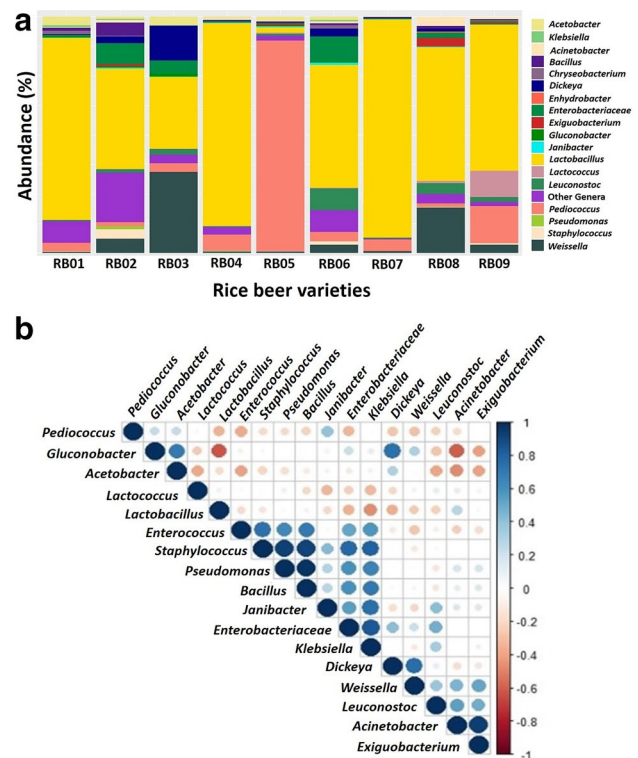 a
Abundance (%)
RB01 RB02 RB03 RB04 RB05 RB06 RB07 RB08 RB09
Rice beer varieties
Acetobacter
Klebsiella
Acinetobacter
Bacillus
Chryseobacterium
Dickeya
Enhydrobacter
Enterobacteriaceae
Exiguobacterium
Gluconobacter
Janibacter
Lactobacillus
Lactococcus
Leuconostoc
Other Genera
Pediococcus
Pseudomonas
Staphylococcus
Weissella
b
Pediococcus
Gluconobacter
Acetobacter
Lactococcus
Lactobacillus
Enterococcus
Staphylococcus
Pseudomonas
Bacillus
Janibacter
Enterobacteriaceae
Klebsiella
Dickeya
Weissella
Leuconostoc
Acinetobacter
Exiguobacterium
Pediococcus
Gluconobacter
Acetobacter
Lactococcus
Lactobacillus
Enterococcus
Staphylococcus
Pseudomonas
Bacillus
Janibacter
Enterobacteriaceae
Klebsiella
Dickeya
Weissella
Leuconostoc
Acinetobacter
Exiguobacterium
1
0.8
0.6
0.4
0.2
0
-0.2
-0.4
-0.6
-0.8
-1